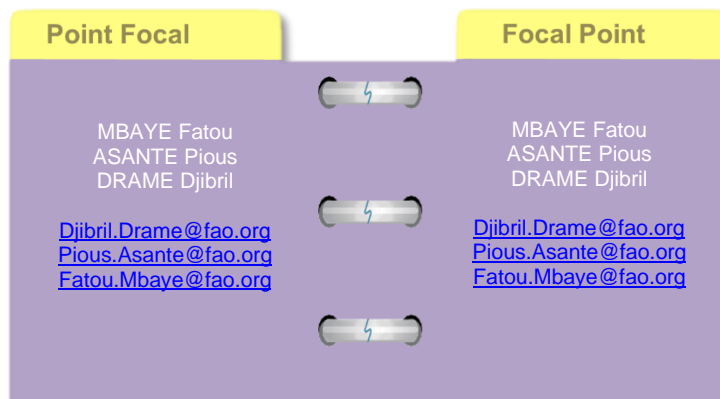 Point Focal
MBAYE Fatou
ASANTE Pious
DRAME Djibril
Djibril.Drame@fao.org
Pious.Asante@fao.org
Fatou.Mbaye@fao.org
Focal Point
MBAYE Fatou
ASANTE Pious
DRAME Djibril
Djibril.Drame@fao.org
Pious.Asante@fao.org
Fatou.Mbaye@fao.org